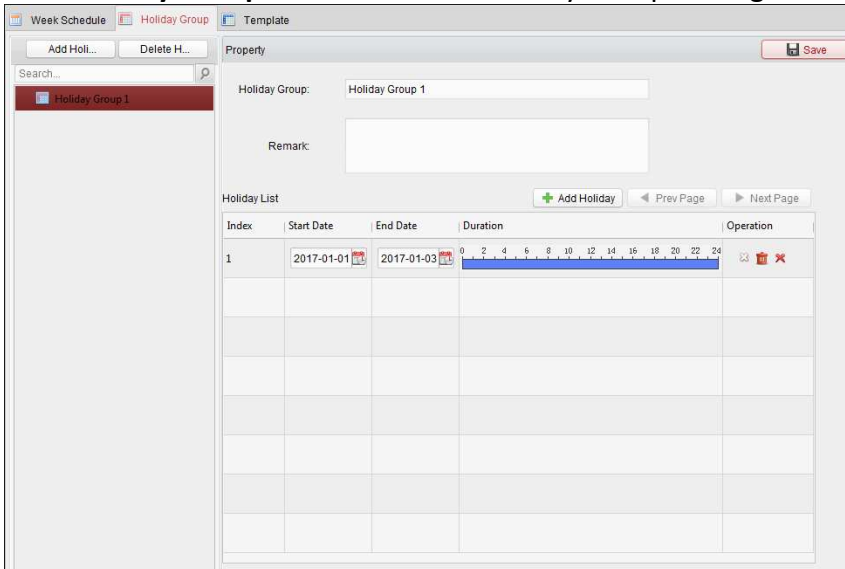 Week Schedule Holiday Group Template
Add Holi... Delete H... Property Save
Search...
Holiday Group 1
Holiday Group: Holiday Group 1
Remark:
Holiday List Add Holiday Prev Page Next Page
Index Start Date End Date Duration Operation
0 2 4 6 8 10 12 14 16 18 20 22 24
1 2017-01-01 2017-01-03